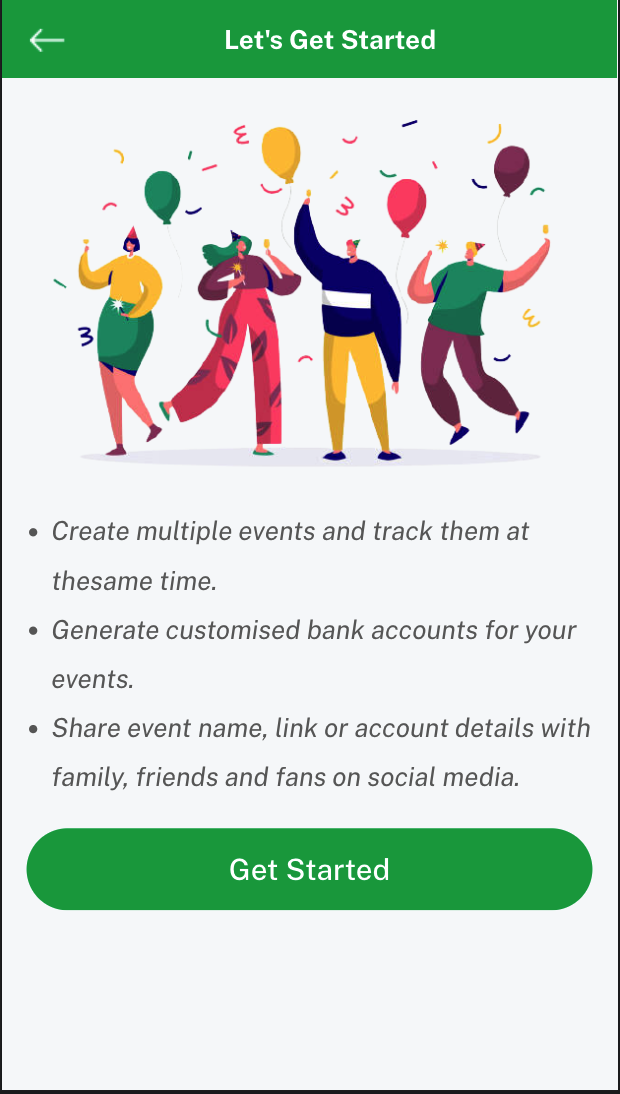 Let's Get Started
• Create multiple events and track them at
thesame time.
• Generate customised bank accounts for your
events.
• Share event name, link or account details with
family, friends and fans on social media.
Get Started